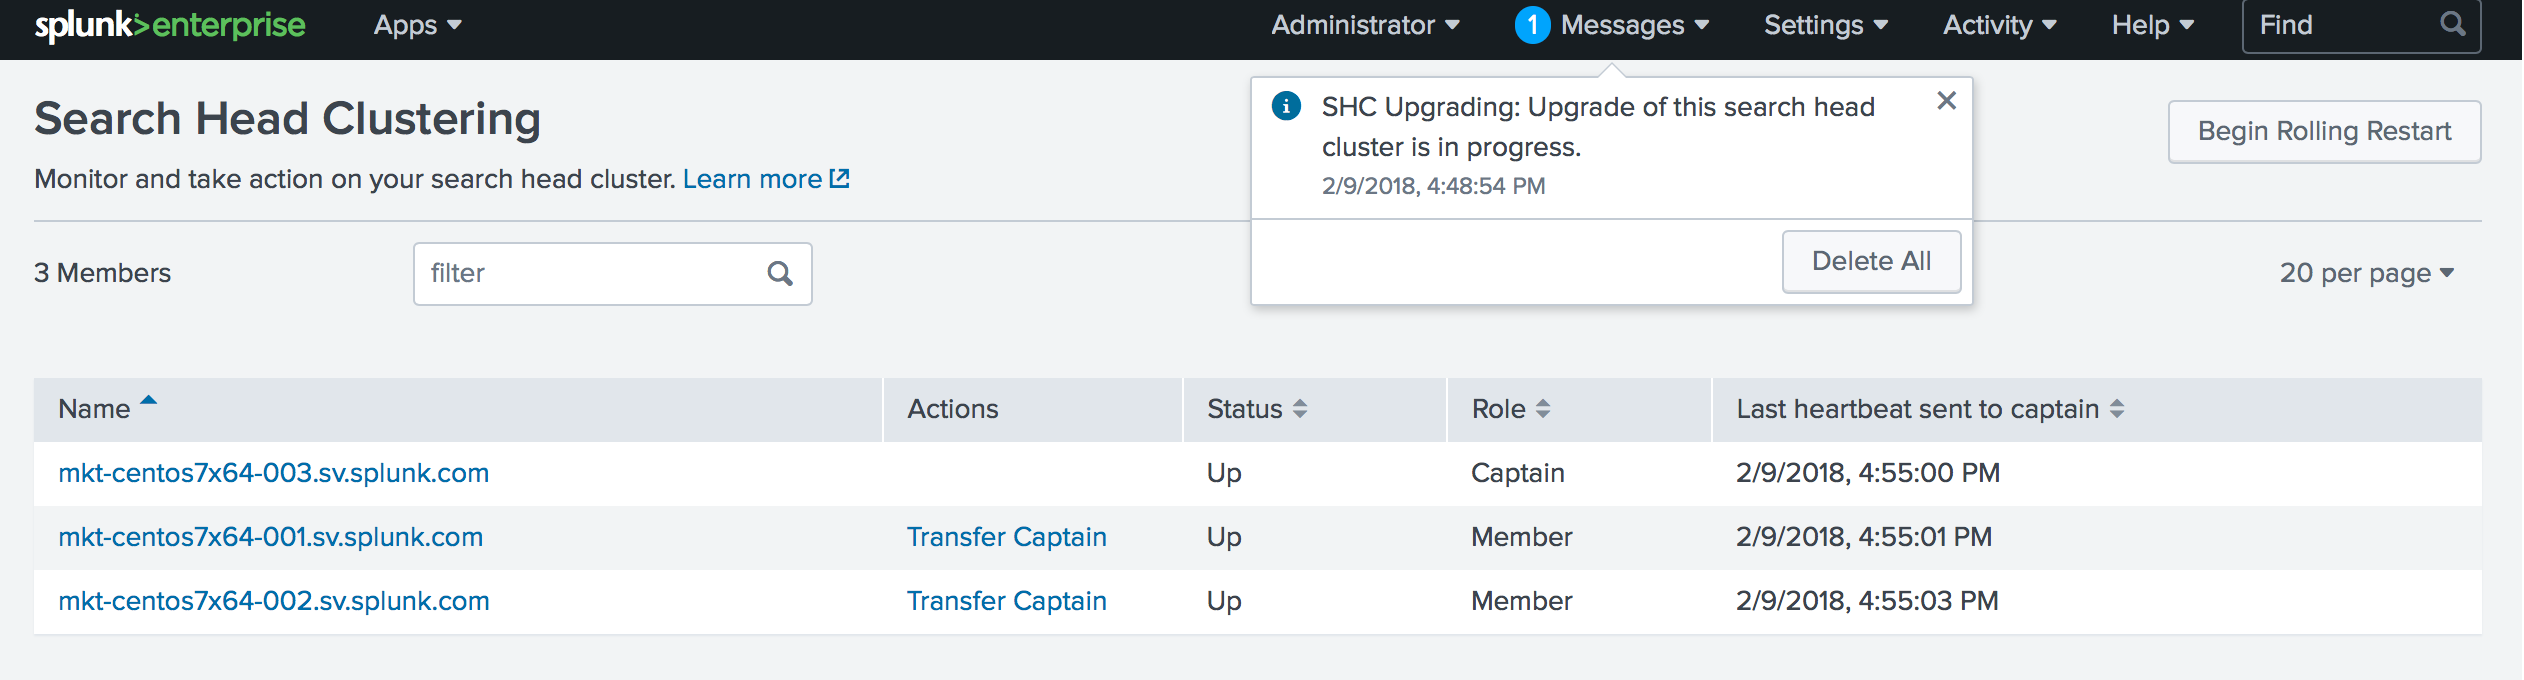 splunk>enterprise Apps Administrator 1 Messages Settings Activity Help Find
Search Head Clustering
Monitor and take action on your search head cluster. Learn more
SHC Upgrading: Upgrade of this search head
cluster is in progress.
2/9/2018, 4:48:54 PM
Delete All
Begin Rolling Restart
3 Members filter 20 per page
Name Actions Status Role Last heartbeat sent to captain
mkt-centos7x64-003.sv.splunk.com Up Captain 2/9/2018, 4:55:00 PM
mkt-centos7x64-001.sv.splunk.com Transfer Captain Up Member 2/9/2018, 4:55:01 PM
mkt-centos7x64-002.sv.splunk.com Transfer Captain Up Member 2/9/2018, 4:55:03 PM